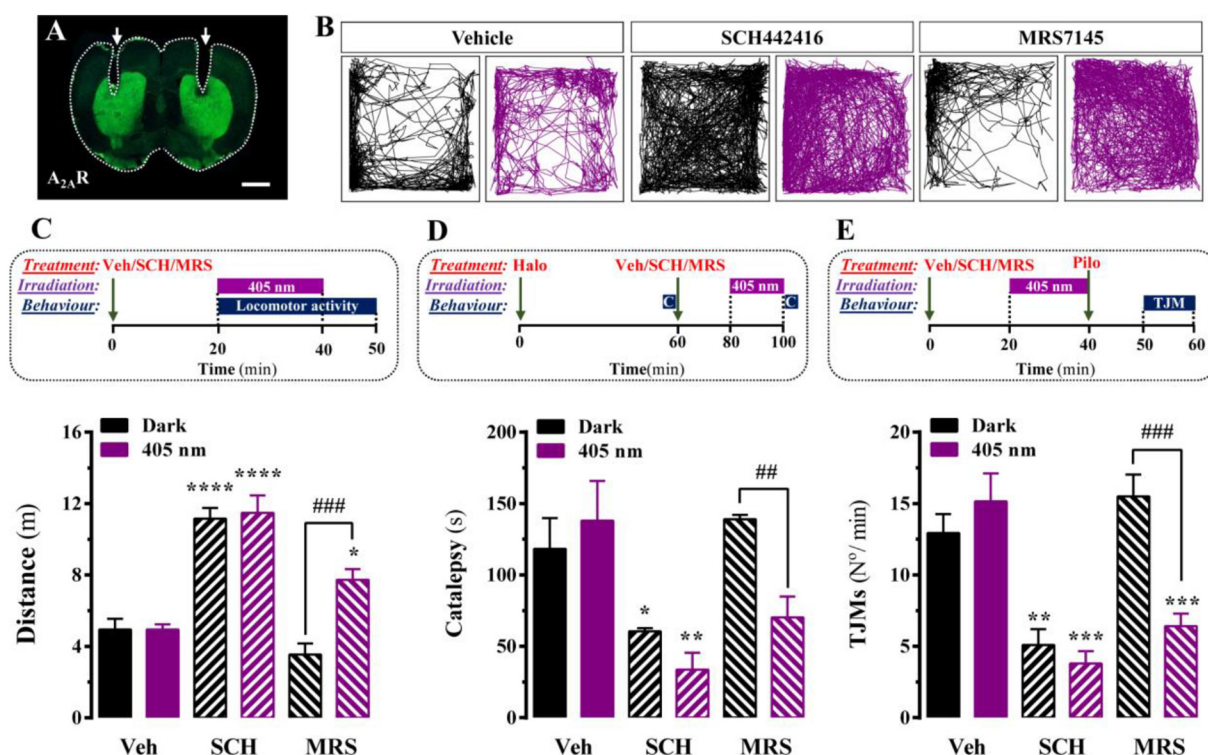 A
A2AR
B
Vehicle
SCH442416
MRS7145
C
Treatment: Veh/SCH/MRS
Irradiation: 405 nm
Behaviour: Locomotor activity
0 20 40 50
Time (min)
D
Treatment: Halo Veh/SCH/MRS
Irradiation: 405 nm
Behaviour: C C
0 60 80 100
Time(min)
E
Treatment: Veh/SCH/MRS Pilo
Irradiation: 405 nm
Behaviour: TJM
0 20 40 50 60
Time (min)
Dark
405 nm
Distance (m)
16
12
8
4
0
****
****
###
*
Veh SCH MRS
Dark
405 nm
Catalepsy (s)
200
150
100
50
0
*
**
##
Veh SCH MRS
Dark
405 nm
TJMs (Nº/ min)
20
15
10
5
0
**
***
###
***
Veh SCH MRS